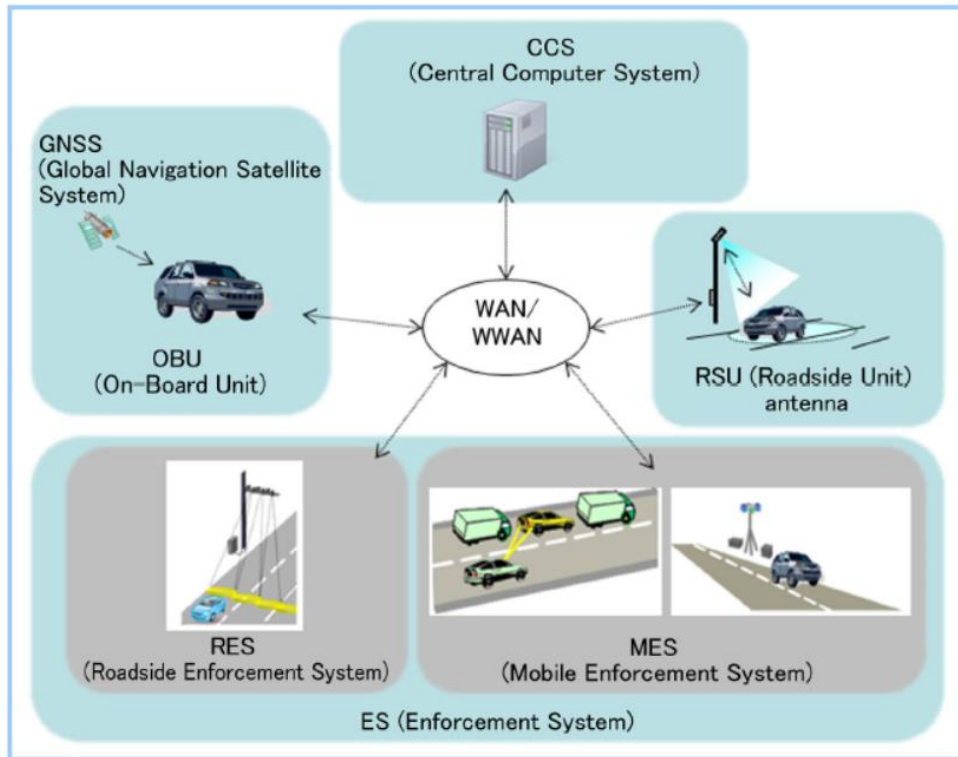 CCS
(Central Computer System)
GNSS
(Global Navigation Satellite
System)
OBU
(On-Board Unit)
WAN/
WWAN
RSU (Roadside Unit)
antenna
RES
(Roadside Enforcement System)
MES
(Mobile Enforcement System)
ES (Enforcement System)